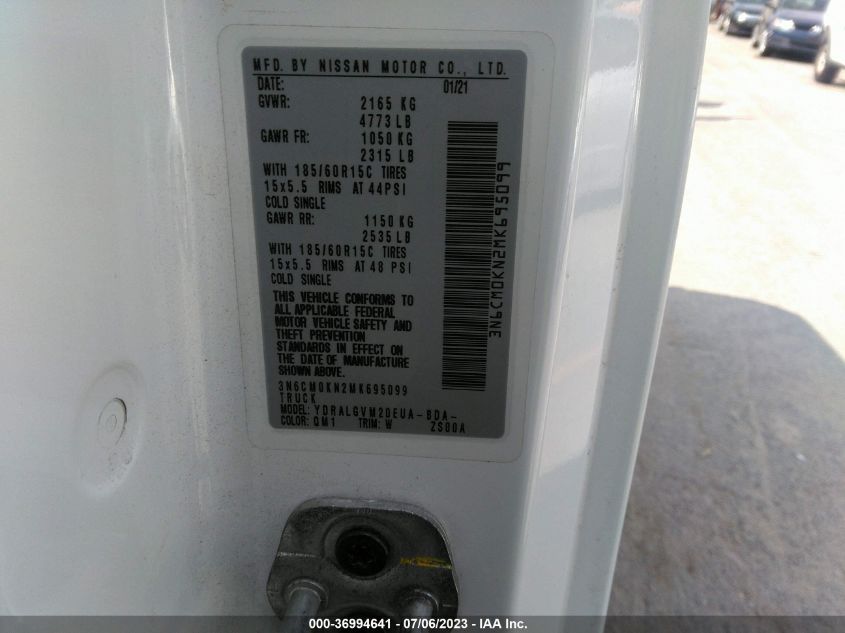 MFD. BY NISSAN MOTOR CO., LTD.
DATE: 01/21
GVWR: 2165 KG
4773 LB
GAWR FR: 1050 KG
2315 LB
WITH 185/60R15C TIRES
15x5.5 RIMS AT 44PSI
COLD SINGLE
GAWR RR: 1150 KG
2535 LB
WITH 185/60R15C TIRES
15x5.5 RIMS AT 48 PSI
COLD SINGLE
THIS VEHICLE CONFORMS TO
ALL APPLICABLE FEDERAL
MOTOR VEHICLE SAFETY AND
THEFT PREVENTION
STANDARDS IN EFFECT ON
THE DATE OF MANUFACTURE
SHOWN ABOVE.
3N6CM0KN2MK695099
TRUCK
MODEL: YDRALGVM20EUA-BDA-
COLOR: QM1 TRIM: W ZS00A
3N6CM0KN2MK695099
000-36994641 - 07/06/2023 - IAA Inc.